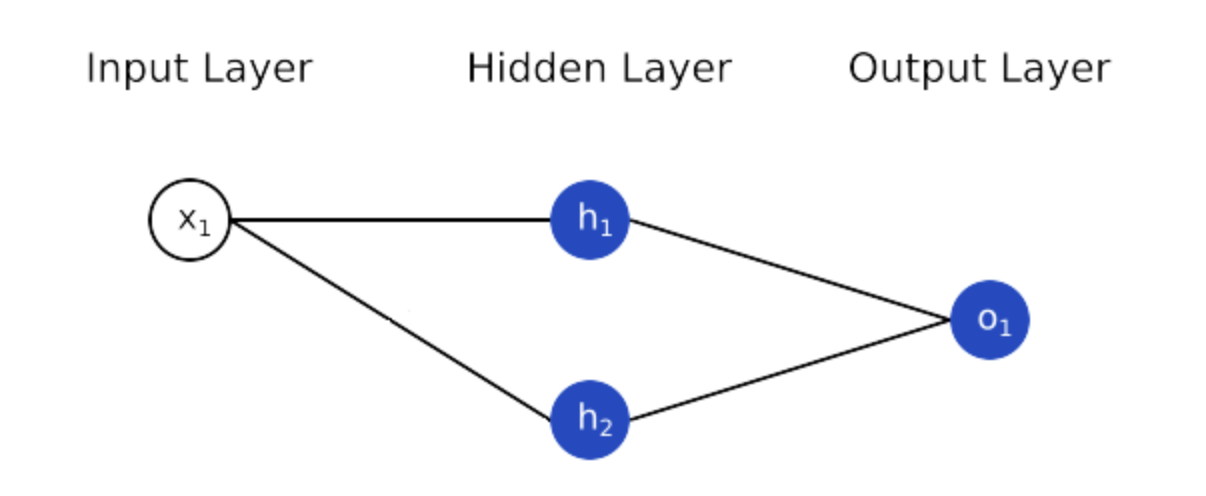 Input Layer Hidden Layer Output Layer
x₁ h₁
o₁
h₂